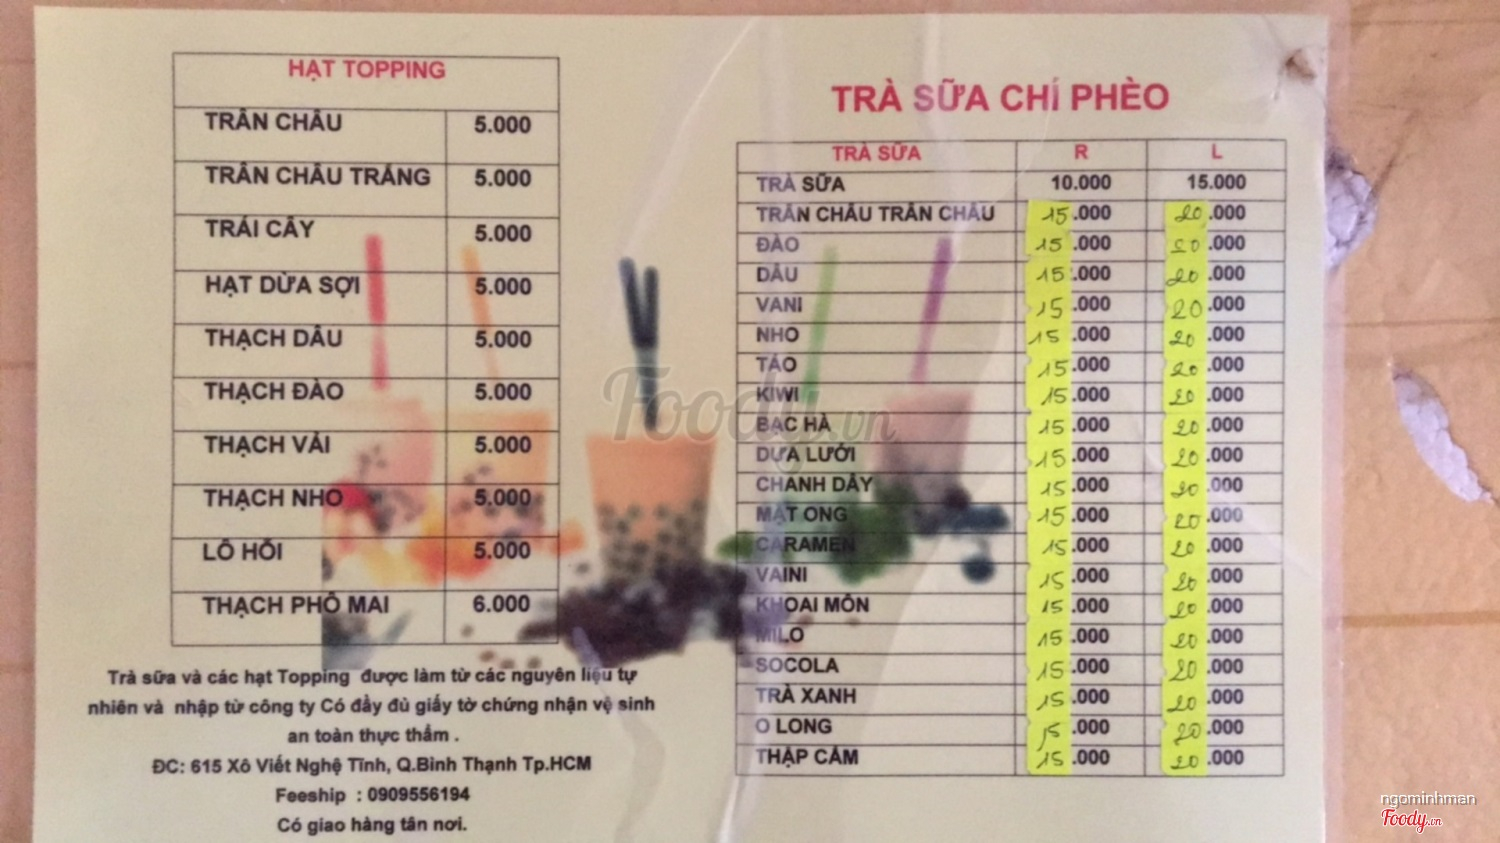 HẠT TOPPING
TRÂN CHÂU 5.000
TRÂN CHÂU TRẮNG 5.000
TRÁI CÂY 5.000
HẠT DỪA SỢI 5.000
THẠCH DÂU 5.000
THẠCH ĐÀO 5.000
THẠCH VẢI 5.000
THẠCH NHO 5.000
LÔ HỘI 5.000
THẠCH PHÔ MAI 6.000
Trà sữa và các hạt Topping được làm từ các nguyên liệu tự
nhiên và nhập từ công ty Có đầy đủ giấy tờ chứng nhận vệ sinh
an toàn thực thẩm .
ĐC: 615 Xô Viết Nghệ Tĩnh, Q.Bình Thạnh Tp.HCM
Feeship : 0909556194
Có giao hàng tân nơi.
TRÀ SỮA CHÍ PHÈO
TRÀ SỮA R L
TRÀ SỮA 10.000 15.000
TRÂN CHÂU TRÂN CHÂU 15.000 20.000
ĐÀO 15.000 20.000
DÂU 15.000 20.000
VANI 15.000 20.000
NHO 15.000 20.000
TÁO 15.000 20.000
KIWI 15.000 20.000
BẠC HÀ 15.000 20.000
DƯA LƯỚI 15.000 20.000
CHANH DÂY 15.000 20.000
MẬT ONG 15.000 20.000
CARAMEN 15.000 20.000
VAINI 15.000 20.000
KHOAI MÔN 15.000 20.000
MILO 15.000 20.000
SOCOLA 15.000 20.000
TRÀ XANH 15.000 20.000
O LONG 15.000 20.000
THẬP CẨM 15.000 20.000
Foody.vn
ngominhman
Foody.vn